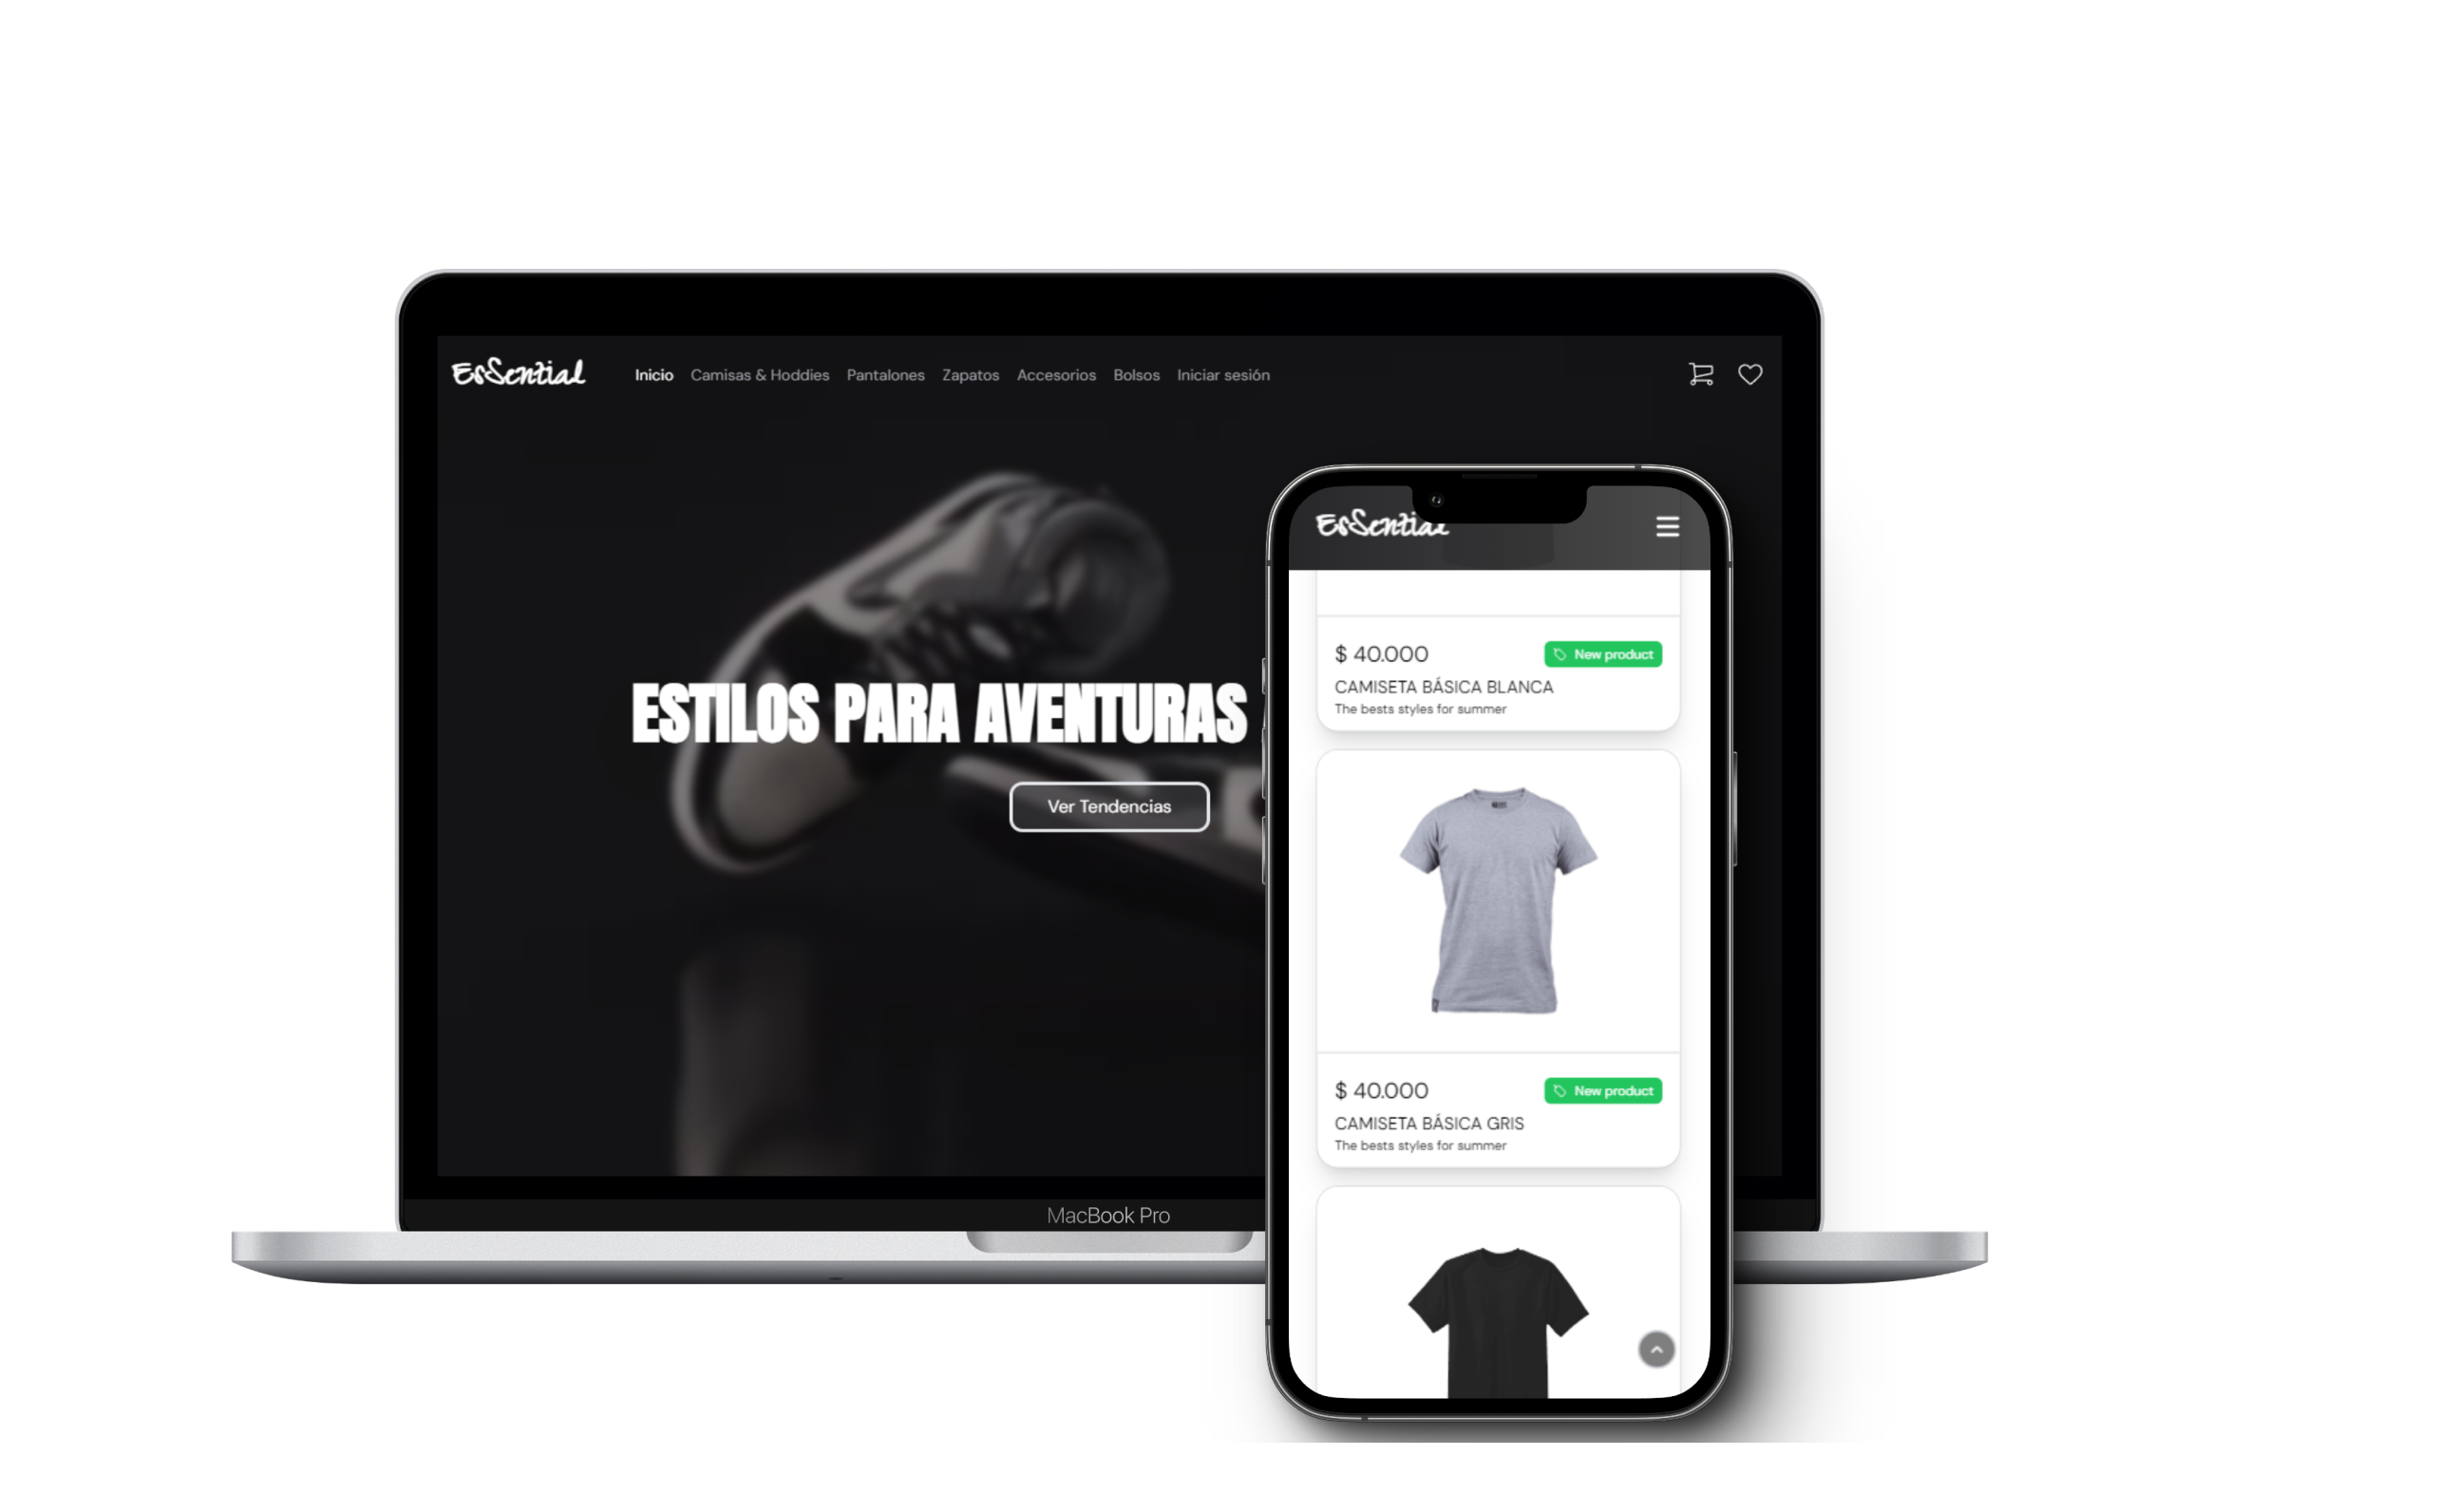 EsSential
Inicio Camisas & Hoddies Pantalones Zapatos Accesorios Bolsos Iniciar sesión
ESTILOS PARA AVENTURAS
Ver Tendencias
MacBook Pro
EsSential
$ 40.000 New product
CAMISETA BÁSICA BLANCA
The bests styles for summer
$ 40.000 New product
CAMISETA BÁSICA GRIS
The bests styles for summer